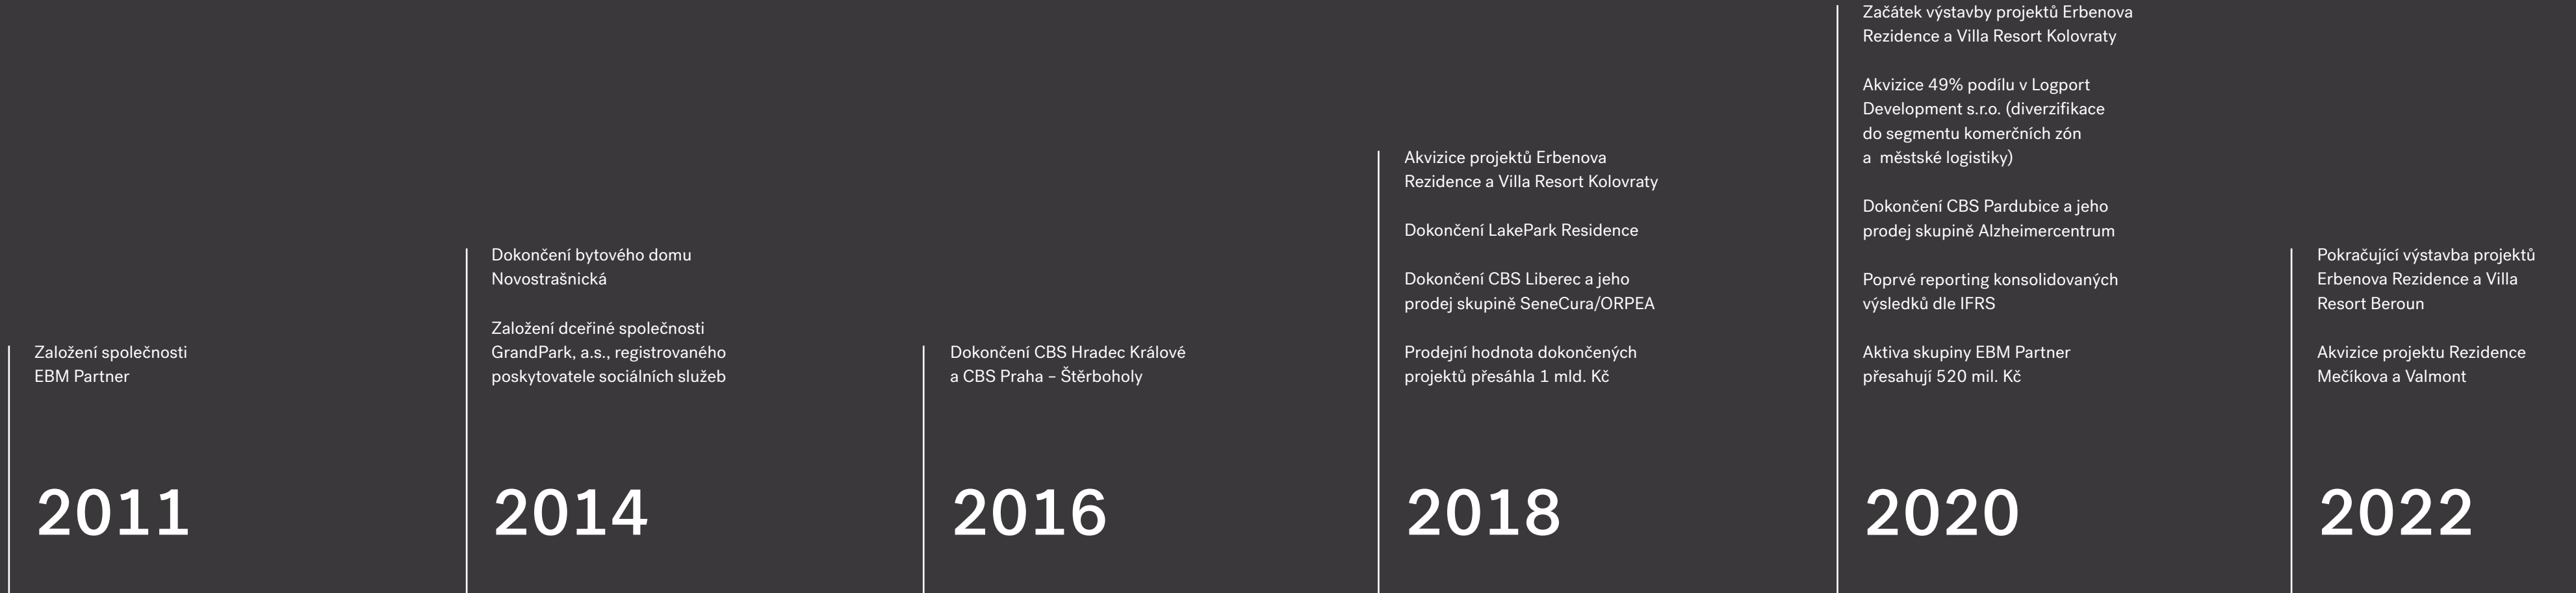 Založení společnosti
EBM Partner
2011
Dokončení bytového domu
Novostrašnická
Založení dceřiné společnosti
GrandPark, a.s., registrovaného
poskytovatele sociálních služeb
2014
Dokončení CBS Hradec Králové
a CBS Praha – Štěrboholy
2016
Akvizice projektů Erbenova
Rezidence a Villa Resort Kolovraty
Dokončení LakePark Residence
Dokončení CBS Liberec a jeho
prodej skupině SeneCura/ORPEA
Prodejní hodnota dokončených
projektů přesáhla 1 mld. Kč
2018
Začátek výstavby projektů Erbenova
Rezidence a Villa Resort Kolovraty
Akvizice 49% podílu v Logport
Development s.r.o. (diverzifikace
do segmentu komerčních zón
a  městské logistiky)
Dokončení CBS Pardubice a jeho
prodej skupině Alzheimercentrum
Poprvé reporting konsolidovaných
výsledků dle IFRS
Aktiva skupiny EBM Partner
přesahují 520 mil. Kč
2020
Pokračující výstavba projektů
Erbenova Rezidence a Villa
Resort Beroun
Akvizice projektu Rezidence
Mečíkova a Valmont
2022